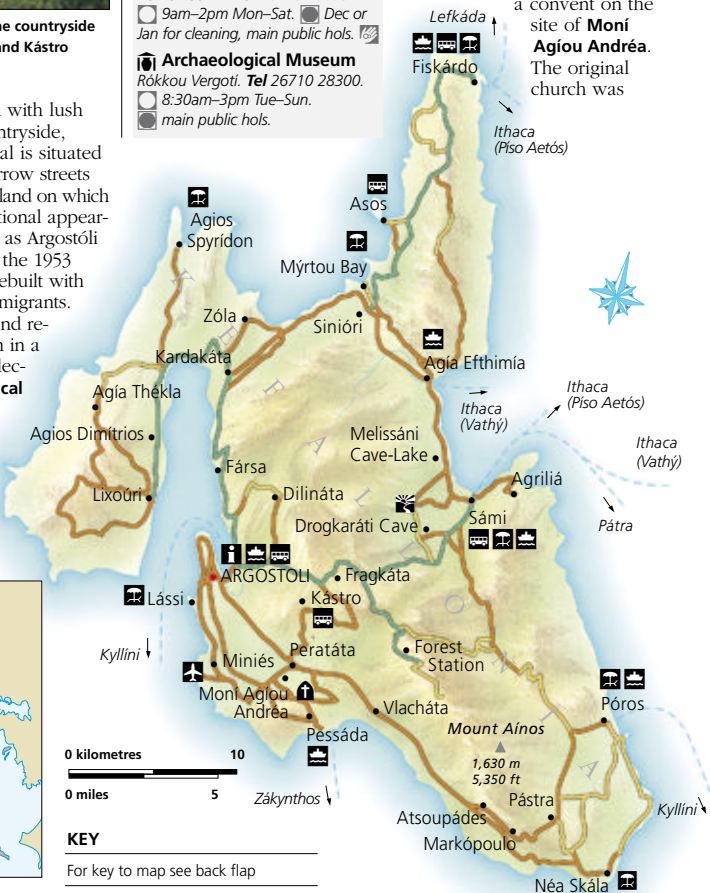 ne countryside
and Kástro
9am–2pm Mon–Sat. Dec or
Jan for cleaning, main public hols.
Archaeological Museum
Rókkou Vergotí. Tel 26710 28300.
8:30am–3pm Tue–Sun.
main public hols.
a convent on the
site of Moní
Agíou Andréa.
The original
church was
with lush
ntryside,
al is situated
rrow streets
land on which
tional appear-
as Argostóli
the 1953
ebuilt with
migrants.
nd re-
n in a
lec-
ical
Lefkáda
Fiskárdo
Ithaca
(Píso Aetós)
Asos
Agios
Spyrídon
Mýrtou Bay
Zóla
Sinióri
Kardakáta
Agía Efthimía
Ithaca
(Vathý)
Ithaca
(Píso Aetós)
Ithaca
(Vathý)
Agía Thékla
Agios Dimítrios
Melissáni
Cave-Lake
Fársa
Agriliá
Lixoúri
Dilináta
Sámi
Drogkaráti Cave
Pátra
ARGOSTOLI
Fragkáta
Lássi
Kástro
KEFALLONIA
Kyllíni
Miniés
Peratáta
Forest
Station
Moní Agíou
Andréa
Póros
Vlacháta
Pessáda
Mount Aínos
1,630 m
5,350 ft
0 kilometres 10
0 miles 5
Zákynthos
Kyllíni
Atsoupádes
Pástra
Markópoulo
KEY
For key to map see back flap
Néa Skála